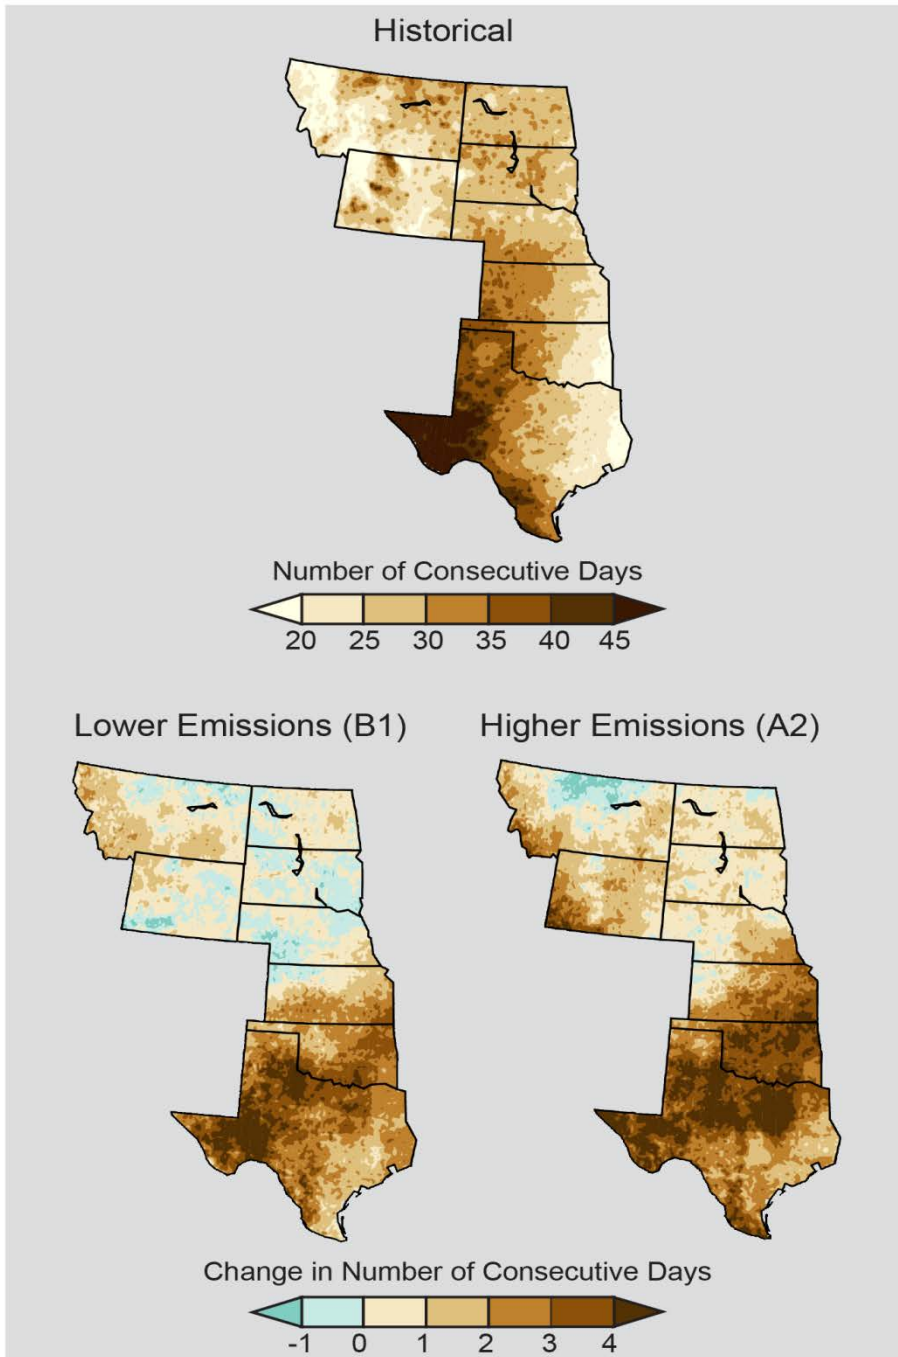 Historical
Number of Consecutive Days
20 25 30 35 40 45
Lower Emissions (B1)
Higher Emissions (A2)
Change in Number of Consecutive Days
-1 0 1 2 3 4